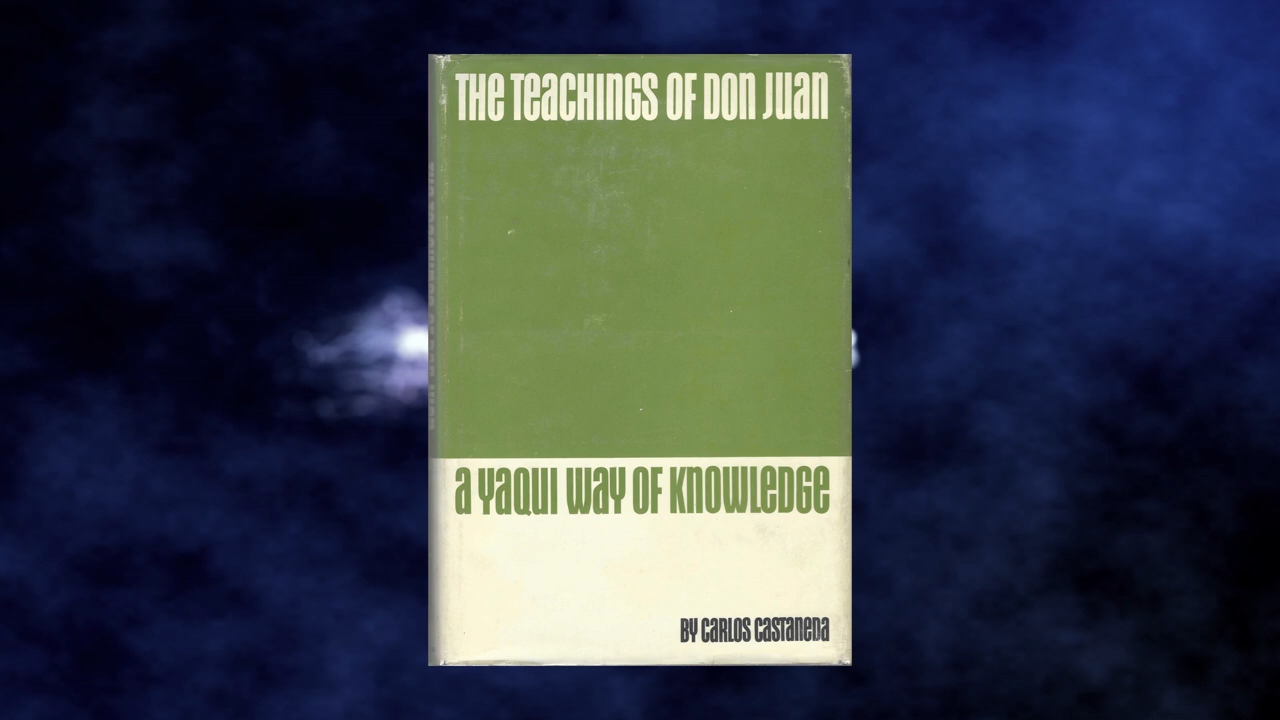 THE TEACHINGS OF DON JUAN
A YAQUI WAY OF KNOWLEDGE
BY CARLOS CASTANEDA